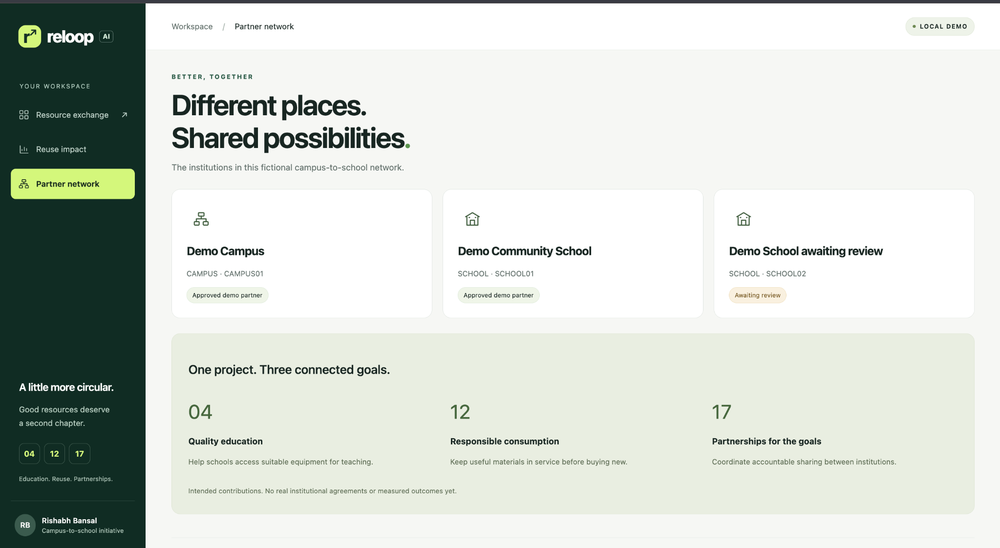 reloop AI
YOUR WORKSPACE
Resource exchange
Reuse impact
Partner network
A little more circular.
Good resources deserve
a second chapter.
04 12 17
Education. Reuse. Partnerships.
RB
Rishabh Bansal
Campus-to-school initiative
Workspace / Partner network
LOCAL DEMO
BETTER, TOGETHER
Different places.
Shared possibilities.
The institutions in this fictional campus-to-school network.
Demo Campus
CAMPUS · CAMPUS01
Approved demo partner
Demo Community School
SCHOOL · SCHOOL01
Approved demo partner
Demo School awaiting review
SCHOOL · SCHOOL02
Awaiting review
One project. Three connected goals.
04
Quality education
Help schools access suitable equipment for teaching.
12
Responsible consumption
Keep useful materials in service before buying new.
17
Partnerships for the goals
Coordinate accountable sharing between institutions.
Intended contributions. No real institutional agreements or measured outcomes yet.